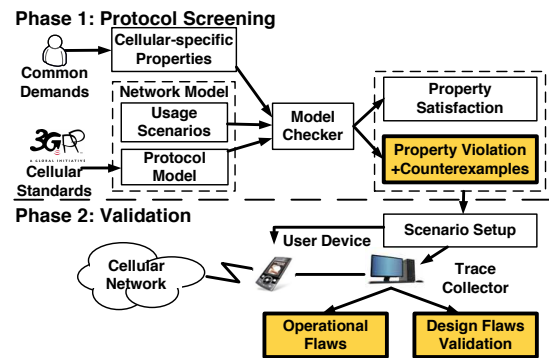 Phase 1: Protocol Screening
Common
Demands
Cellular-specific
Properties
Network Model
Usage
Scenarios
Protocol
Model
3GPP
A GLOBAL INITIATIVE
Cellular
Standards
Model
Checker
Property
Satisfaction
Property Violation
+Counterexamples
Phase 2: Validation
Scenario Setup
User Device
Cellular
Network
Trace
Collector
Operational
Flaws
Design Flaws
Validation